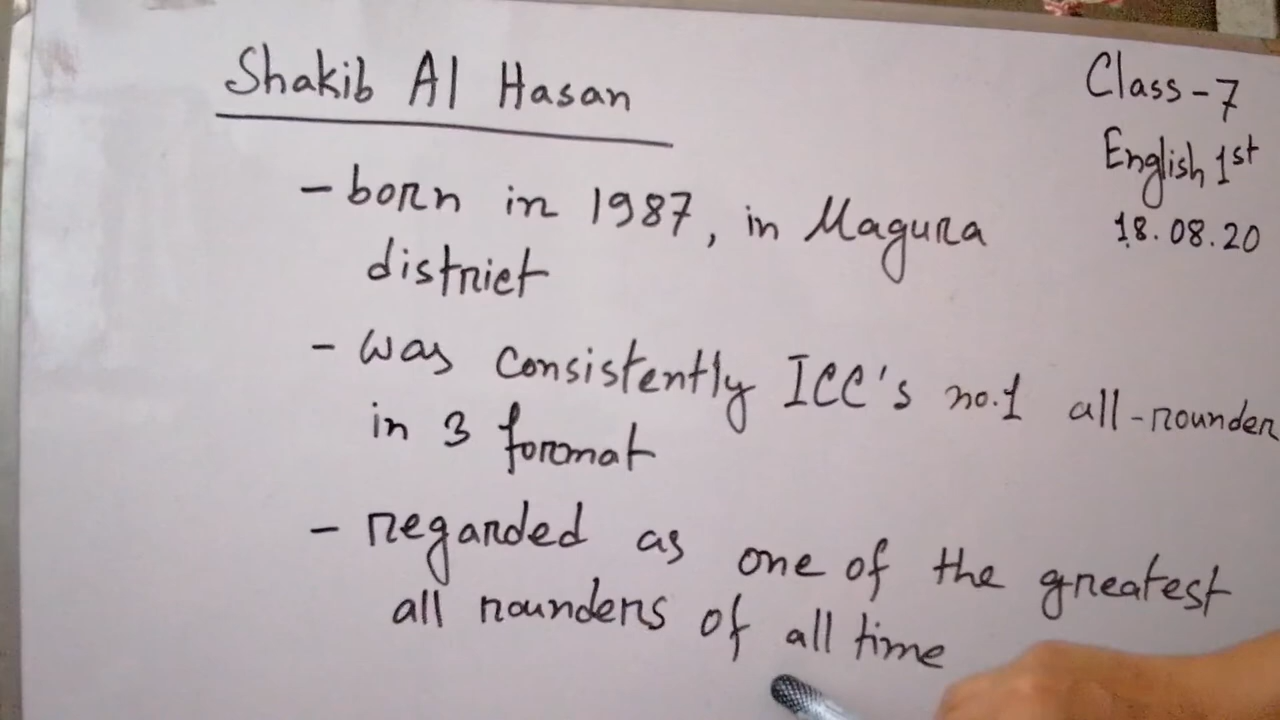 Shakib Al Hasan
Class-7
English 1st
18.08.20
- born in 1987, in Magura
district
- was consistently ICC's no.1 all-rounder
in 3 format
- regarded as one of the greatest
all rounders of all time